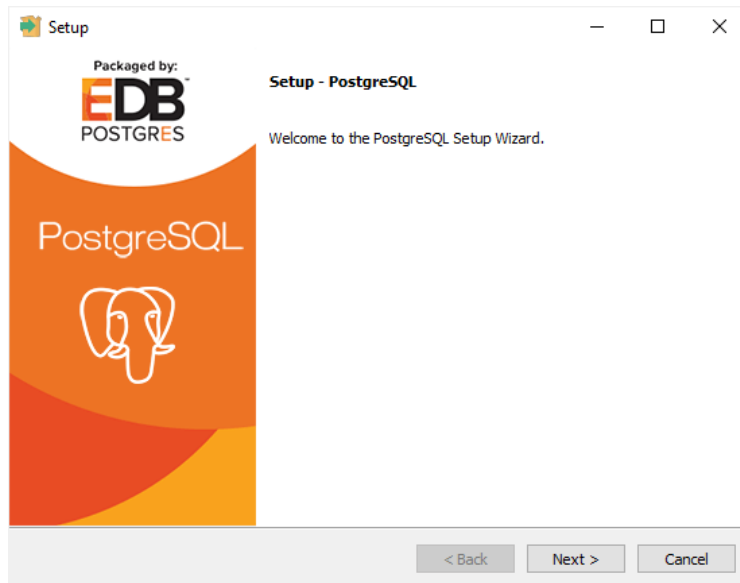 Setup
Packaged by:
EDB
POSTGRES
PostgreSQL
Setup - PostgreSQL
Welcome to the PostgreSQL Setup Wizard.
< Back
Next >
Cancel